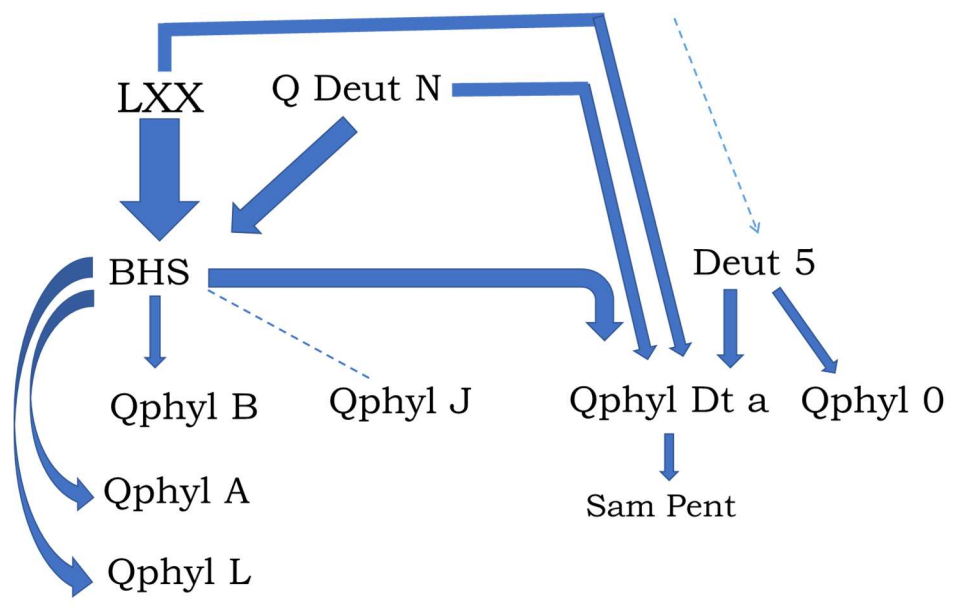 LXX
Q Deut N
BHS
Deut 5
Qphyl B
Qphyl J
Qphyl Dt a
Qphyl 0
Qphyl A
Sam Pent
Qphyl L